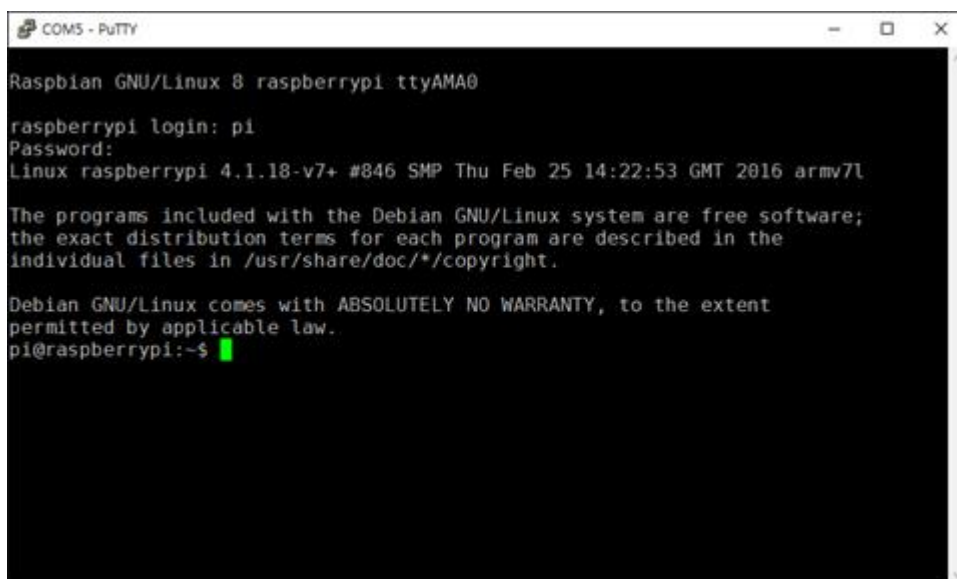 COM5 - PuTTY
Raspbian GNU/Linux 8 raspberrypi ttyAMA0
raspberrypi login: pi
Password:
Linux raspberrypi 4.1.18-v7+ #846 SMP Thu Feb 25 14:22:53 GMT 2016 armv7l
The programs included with the Debian GNU/Linux system are free software;
the exact distribution terms for each program are described in the
individual files in /usr/share/doc/*/copyright.
Debian GNU/Linux comes with ABSOLUTELY NO WARRANTY, to the extent
permitted by applicable law.
pi@raspberrypi:~$